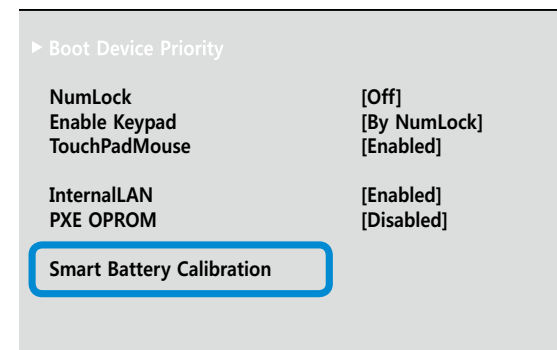 ▶ Boot Device Priority
NumLock [Off]
Enable Keypad [By NumLock]
TouchPadMouse [Enabled]
InternalLAN [Enabled]
PXE OPROM [Disabled]
Smart Battery Calibration